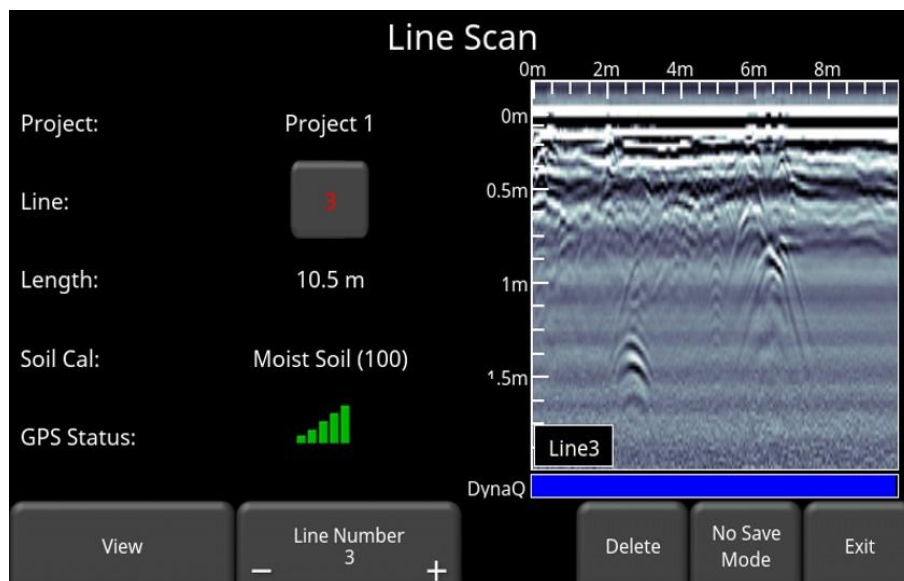 Line Scan
Project: Project 1
Line: 3
Length: 10.5 m
Soil Cal: Moist Soil (100)
GPS Status:
0m 2m 4m 6m 8m
0m
0.5m
1m
1.5m
Line3
DynaQ
View
Line Number
3
− +
Delete
No Save
Mode
Exit